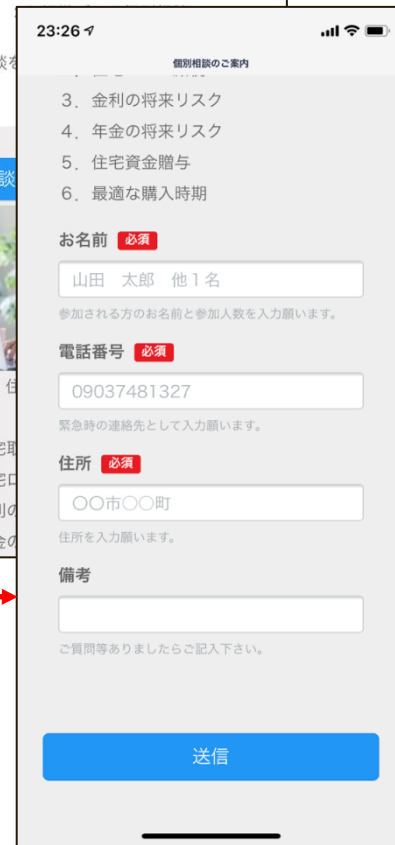 23:26
個別相談のご案内
3．金利の将来リスク
4．年金の将来リスク
5．住宅資金贈与
6．最適な購入時期
お名前 必須
山田　太郎　他１名
参加される方のお名前と参加人数を入力願います。
電話番号 必須
09037481327
緊急時の連絡先として入力願います。
住所 必須
〇〇市〇〇町
住所を入力願います。
備考
ご質問等ありましたらご記入下さい。
送信
談